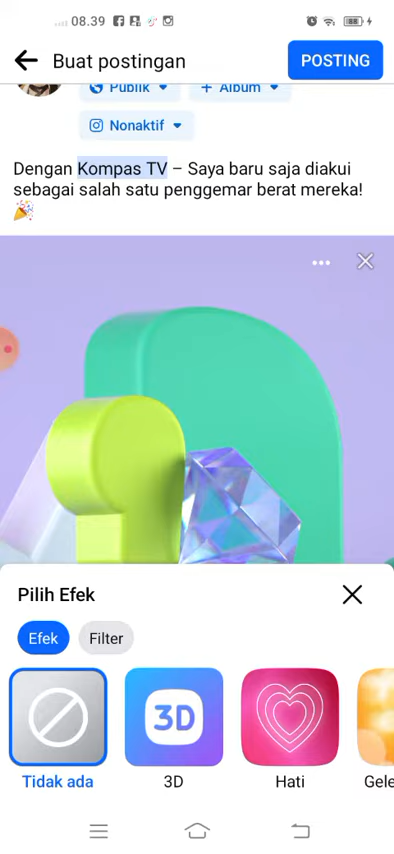 08.39
88
Buat postingan
POSTING
Publik
+ Album
Nonaktif
Dengan Kompas TV – Saya baru saja diakui
sebagai salah satu penggemar berat mereka!
🎉
Pilih Efek
Efek
Filter
3D
Tidak ada
3D
Hati
Gele